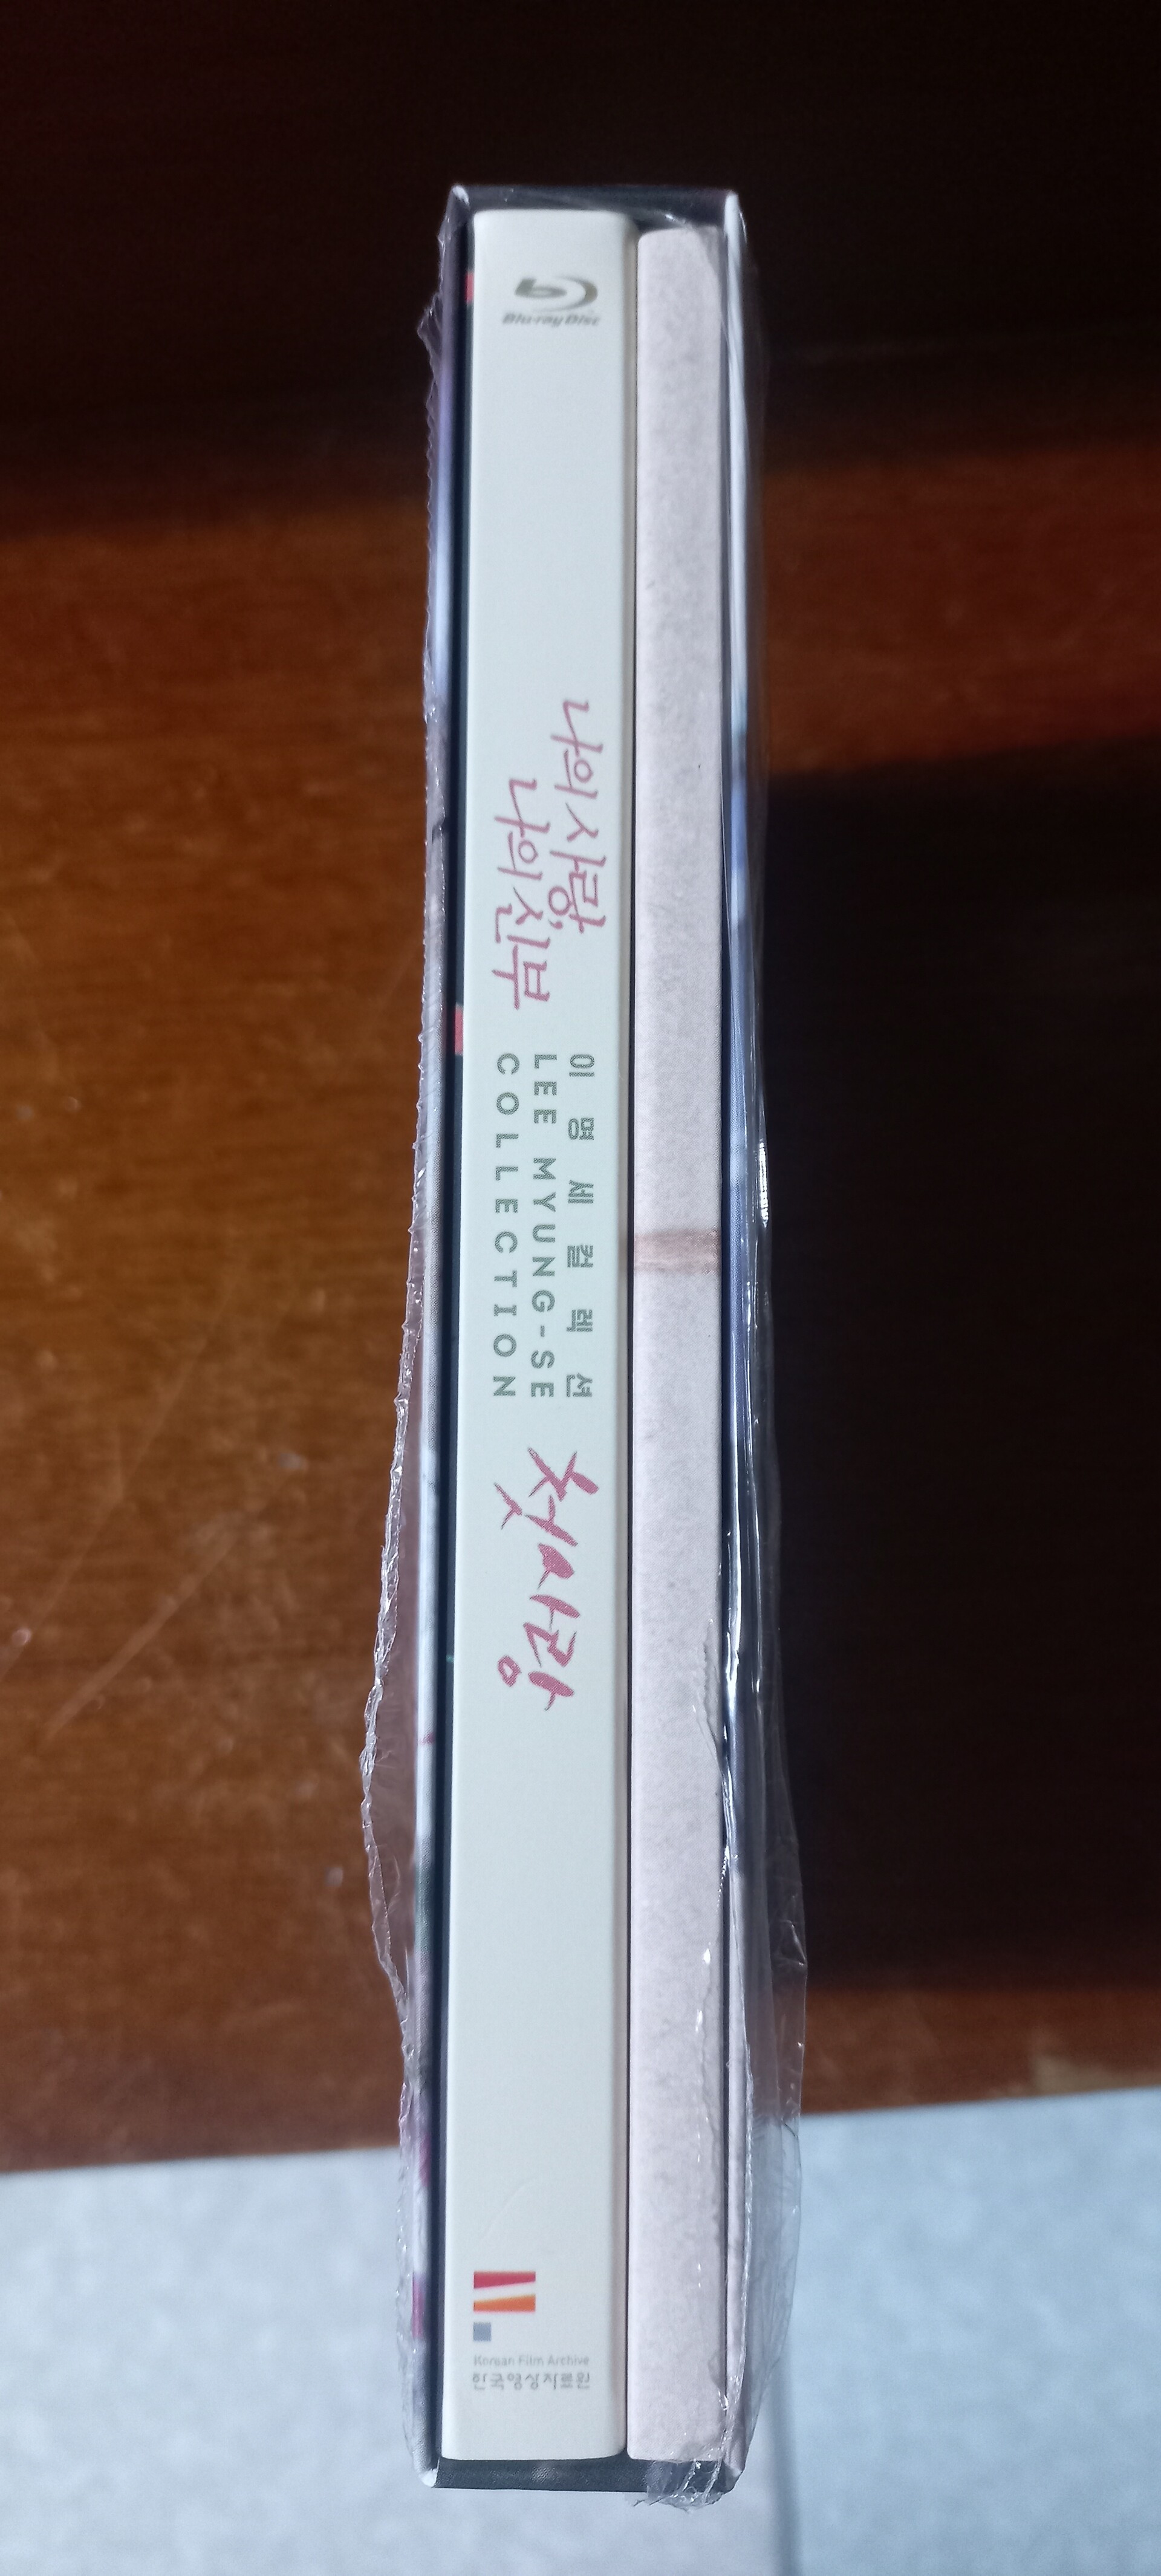 Blu-ray Disc
나의 사랑,
나의 신부
이명세 컬렉션
LEE MYUNG-SE
COLLECTION
첫사랑
Korean Film Archive
한국영상자료원